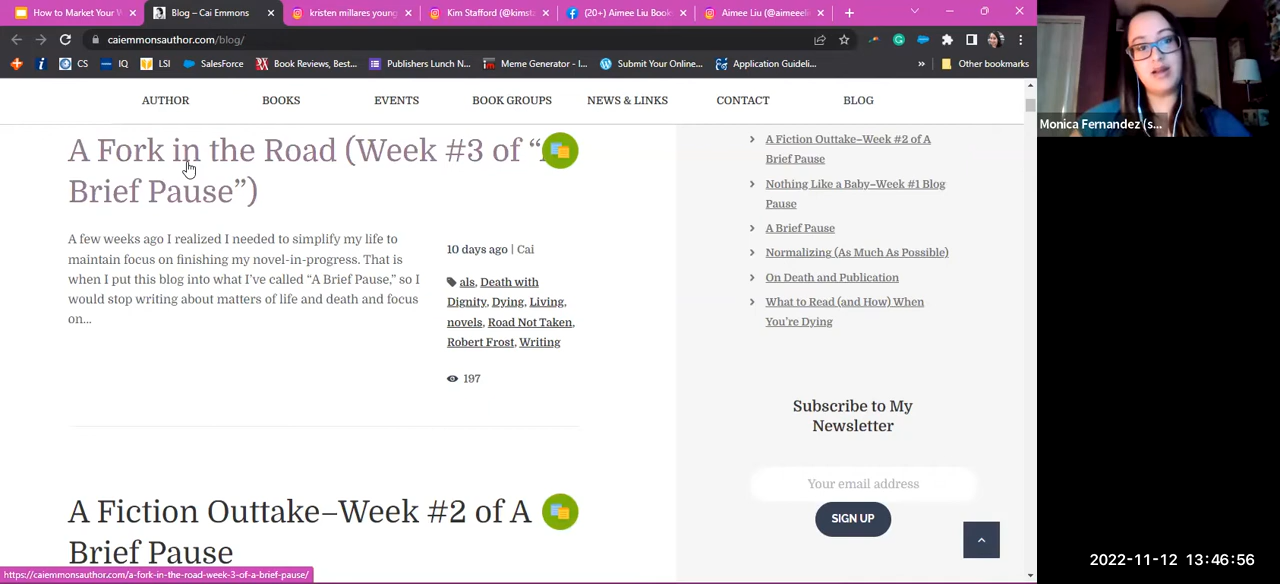 How to Market Your W
Blog – Cai Emmons
kristen millares young
Kim Stafford (@kimst
(20+) Aimee Liu Book
Aimee Liu (@aimeeeli
caiemmonsauthor.com/blog/
CS
IQ
LSI
SalesForce
Book Reviews, Best...
Publishers Lunch N...
Meme Generator - I...
Submit Your Online...
Application Guideli...
»
Other bookmarks
AUTHOR
BOOKS
EVENTS
BOOK GROUPS
NEWS & LINKS
CONTACT
BLOG
A Fork in the Road (Week #3 of “
Brief Pause”)
A few weeks ago I realized I needed to simplify my life to
maintain focus on finishing my novel-in-progress. That is
when I put this blog into what I’ve called “A Brief Pause,” so I
would stop writing about matters of life and death and focus
on…
10 days ago | Cai
als, Death with
Dignity, Dying, Living,
novels, Road Not Taken,
Robert Frost, Writing
197
A Fiction Outtake–Week #2 of A
Brief Pause
A Fiction Outtake–Week #2 of A
Brief Pause
Nothing Like a Baby–Week #1 Blog
Pause
A Brief Pause
Normalizing (As Much As Possible)
On Death and Publication
What to Read (and How) When
You’re Dying
Subscribe to My
Newsletter
Your email address
SIGN UP
https://caiemmonsauthor.com/a-fork-in-the-road-week-3-of-a-brief-pause/
Monica Fernandez (s...
2022-11-12 13:46:56